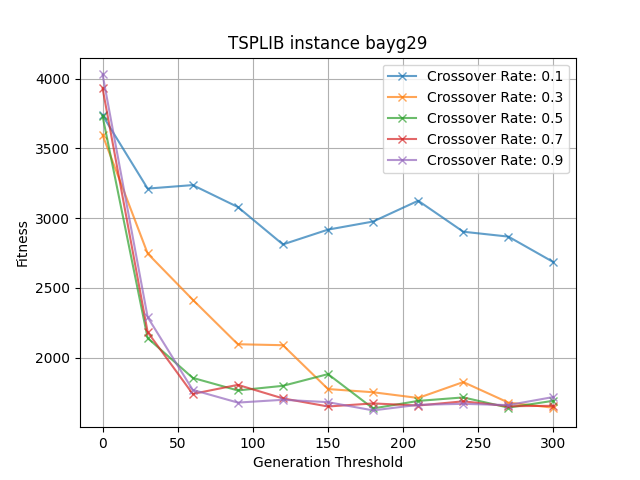 TSPLIB instance bayg29
Crossover Rate: 0.1
Crossover Rate: 0.3
Crossover Rate: 0.5
Crossover Rate: 0.7
Crossover Rate: 0.9
Fitness
4000
3500
3000
2500
2000
0 50 100 150 200 250 300
Generation Threshold